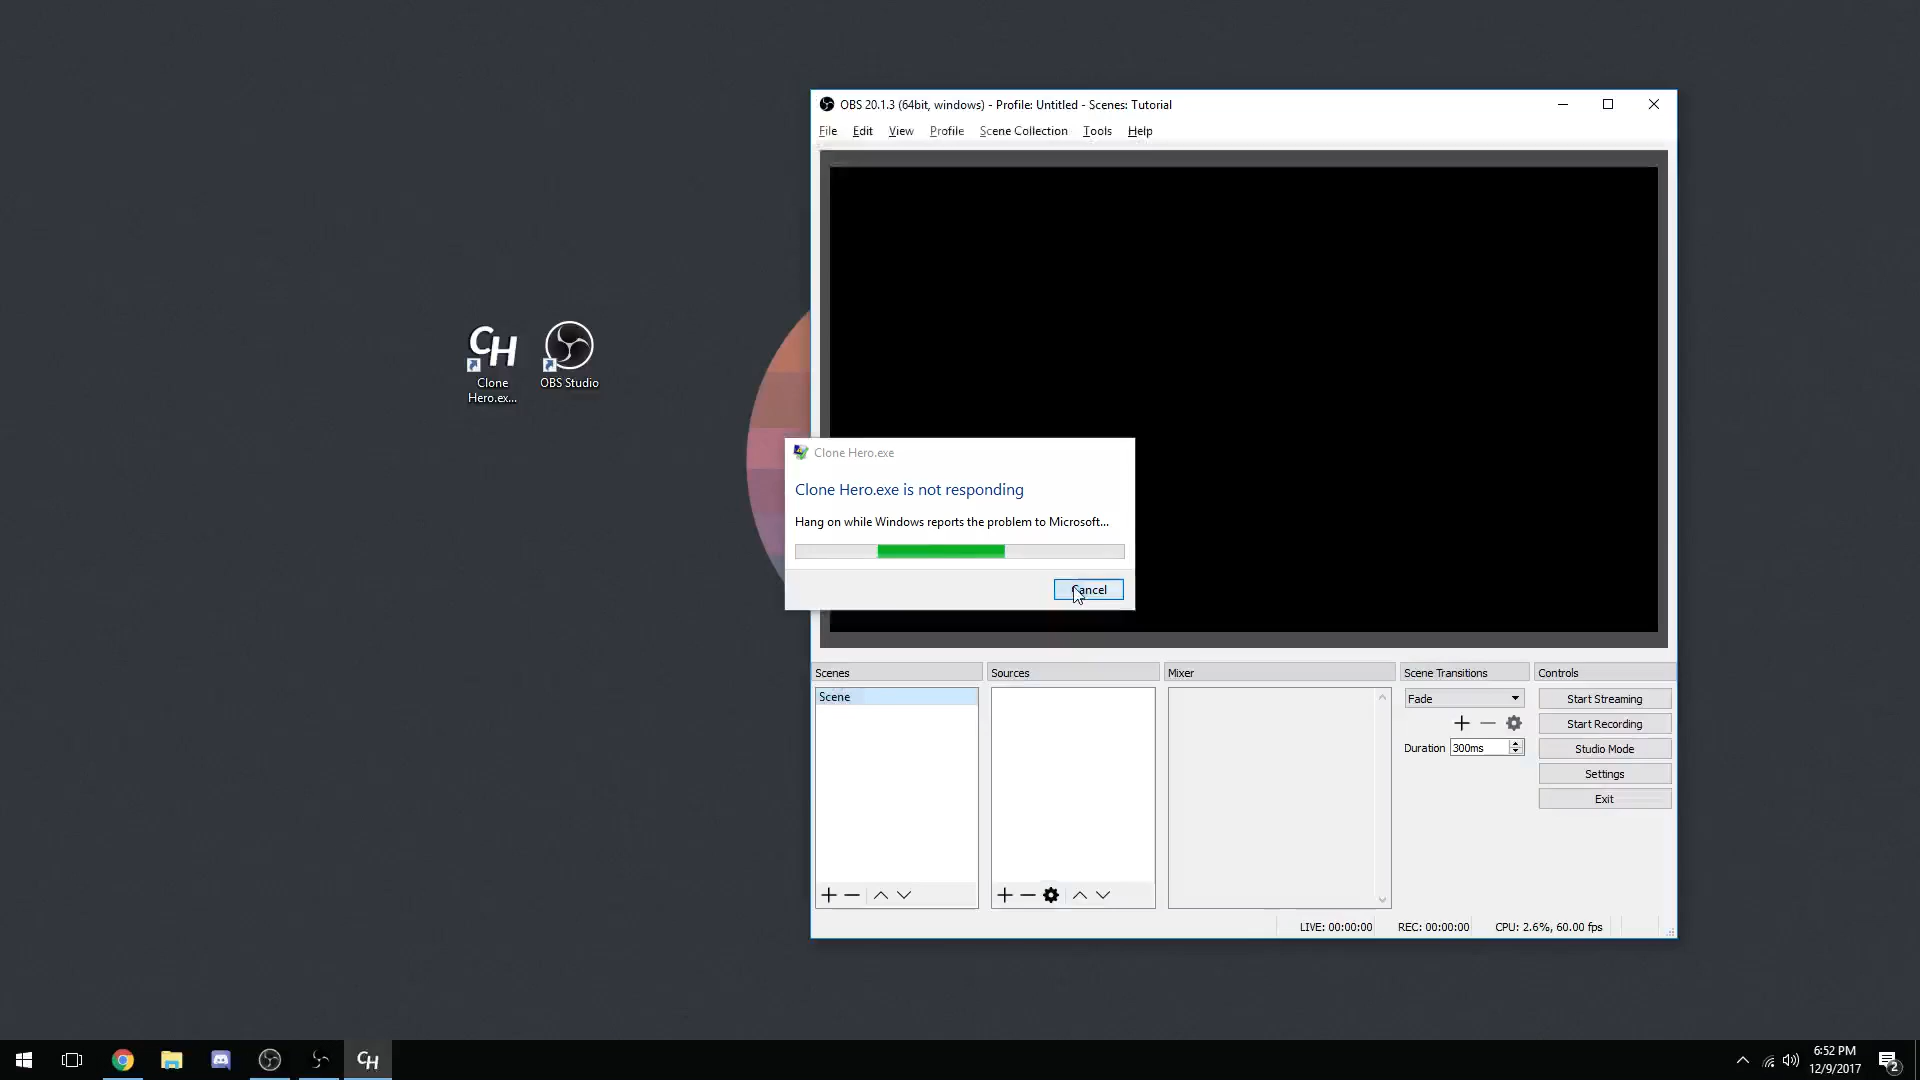 OBS 20.1.3 (64bit, windows) - Profile: Untitled - Scenes: Tutorial
File Edit View Profile Scene Collection Tools Help
CH
Clone
Hero.ex...
OBS Studio
Clone Hero.exe
Clone Hero.exe is not responding
Hang on while Windows reports the problem to Microsoft...
Cancel
Scenes
Scene
Sources
Mixer
Scene Transitions
Fade
Duration 300ms
Controls
Start Streaming
Start Recording
Studio Mode
Settings
Exit
LIVE: 00:00:00 REC: 00:00:00 CPU: 2.6%, 60.00 fps
CH
6:52 PM
12/9/2017
2